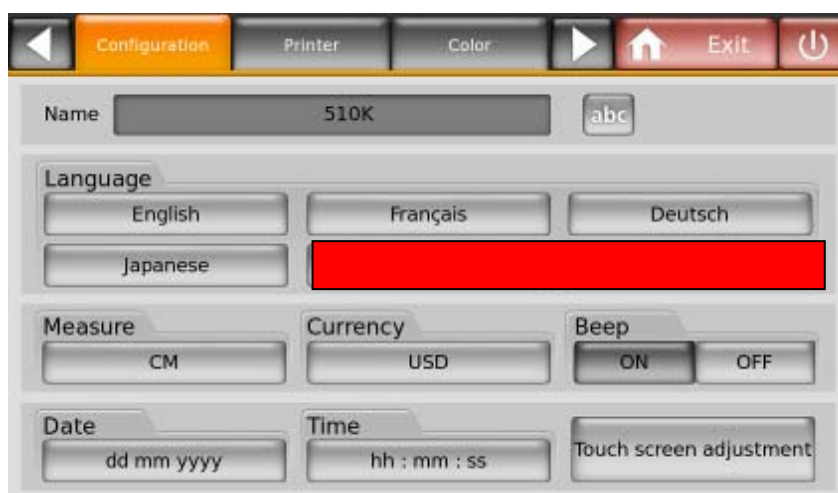 Configuration Printer Color Exit
Name 510K abc
Language
English Français Deutsch
Japanese
Measure Currency Beep
CM USD ON OFF
Date Time
dd mm yyyy hh : mm : ss Touch screen adjustment